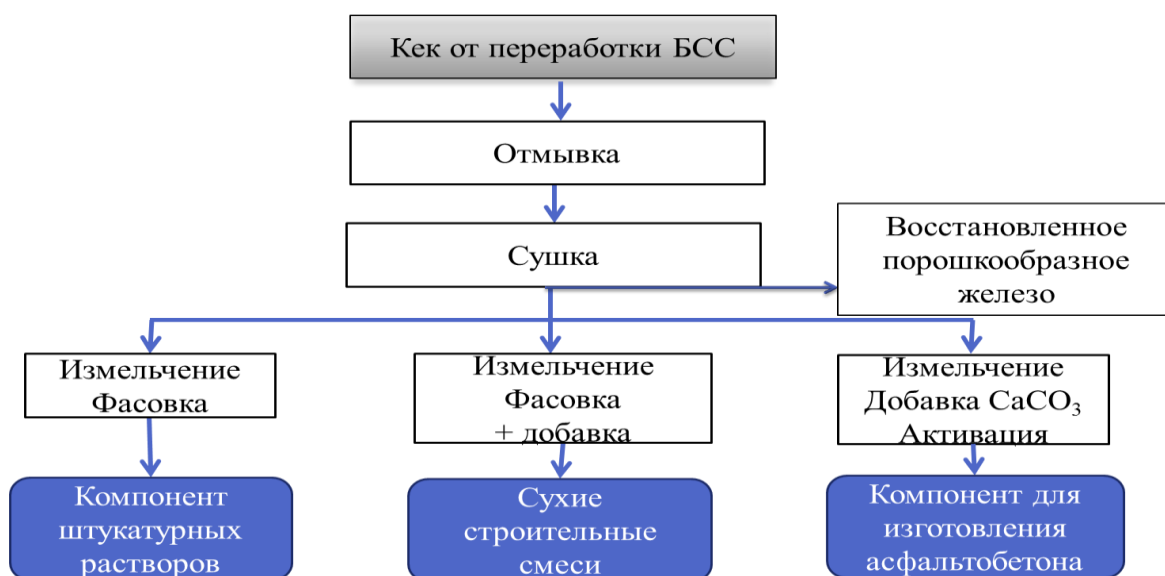 Кек от переработки БСС
Отмывка
Сушка
Восстановленное
порошкообразное
железо
Измельчение
Фасовка
Измельчение
Фасовка
+ добавка
Измельчение
Добавка CaCO₃
Активация
Компонент
штукатурных
растворов
Сухие
строительные
смеси
Компонент для
изготовления
асфальтобетона